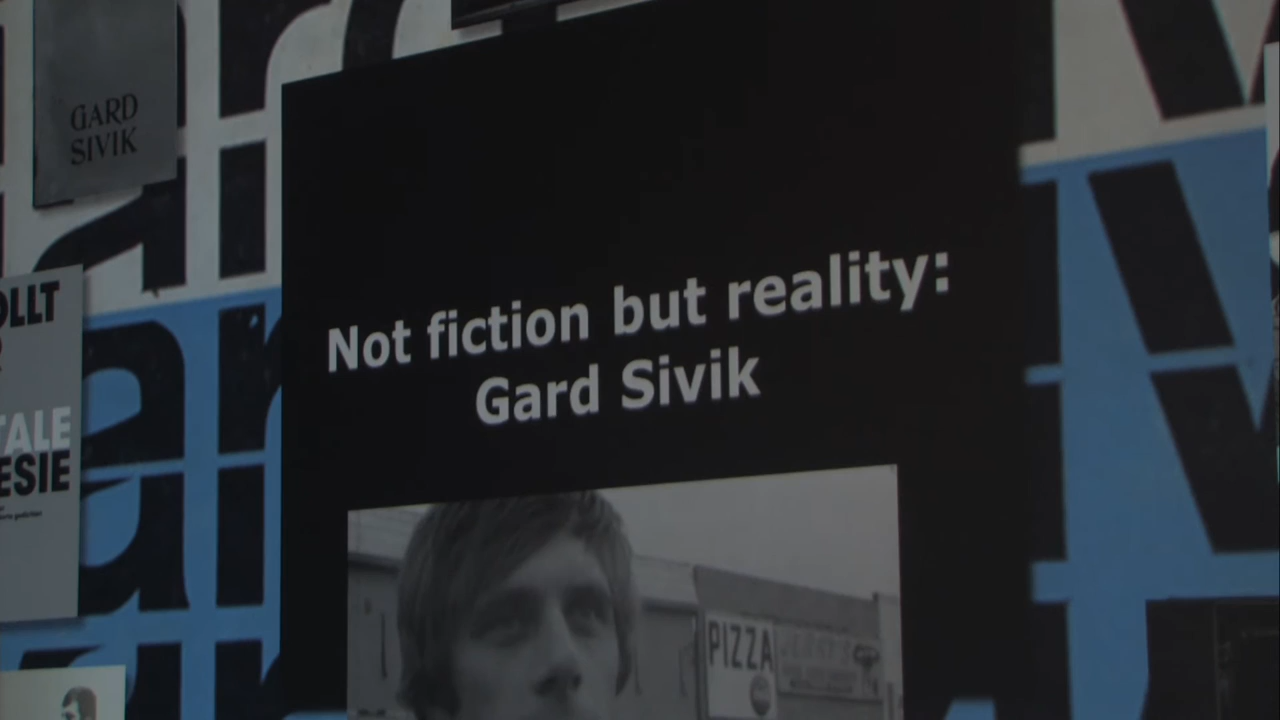 GARD
SIVIK
OLLT
TALE
ESIE
Not fiction but reality:
Gard Sivik
PIZZA